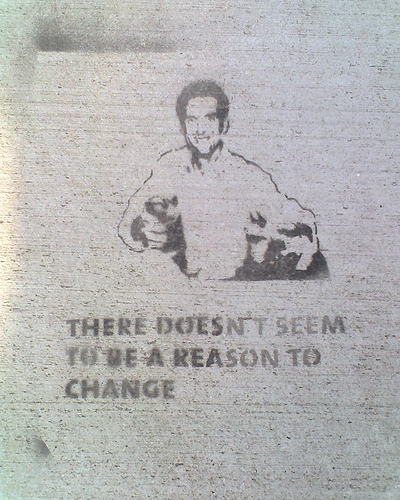 THERE DOESN'T SEEM
TO BE A REASON TO
CHANGE